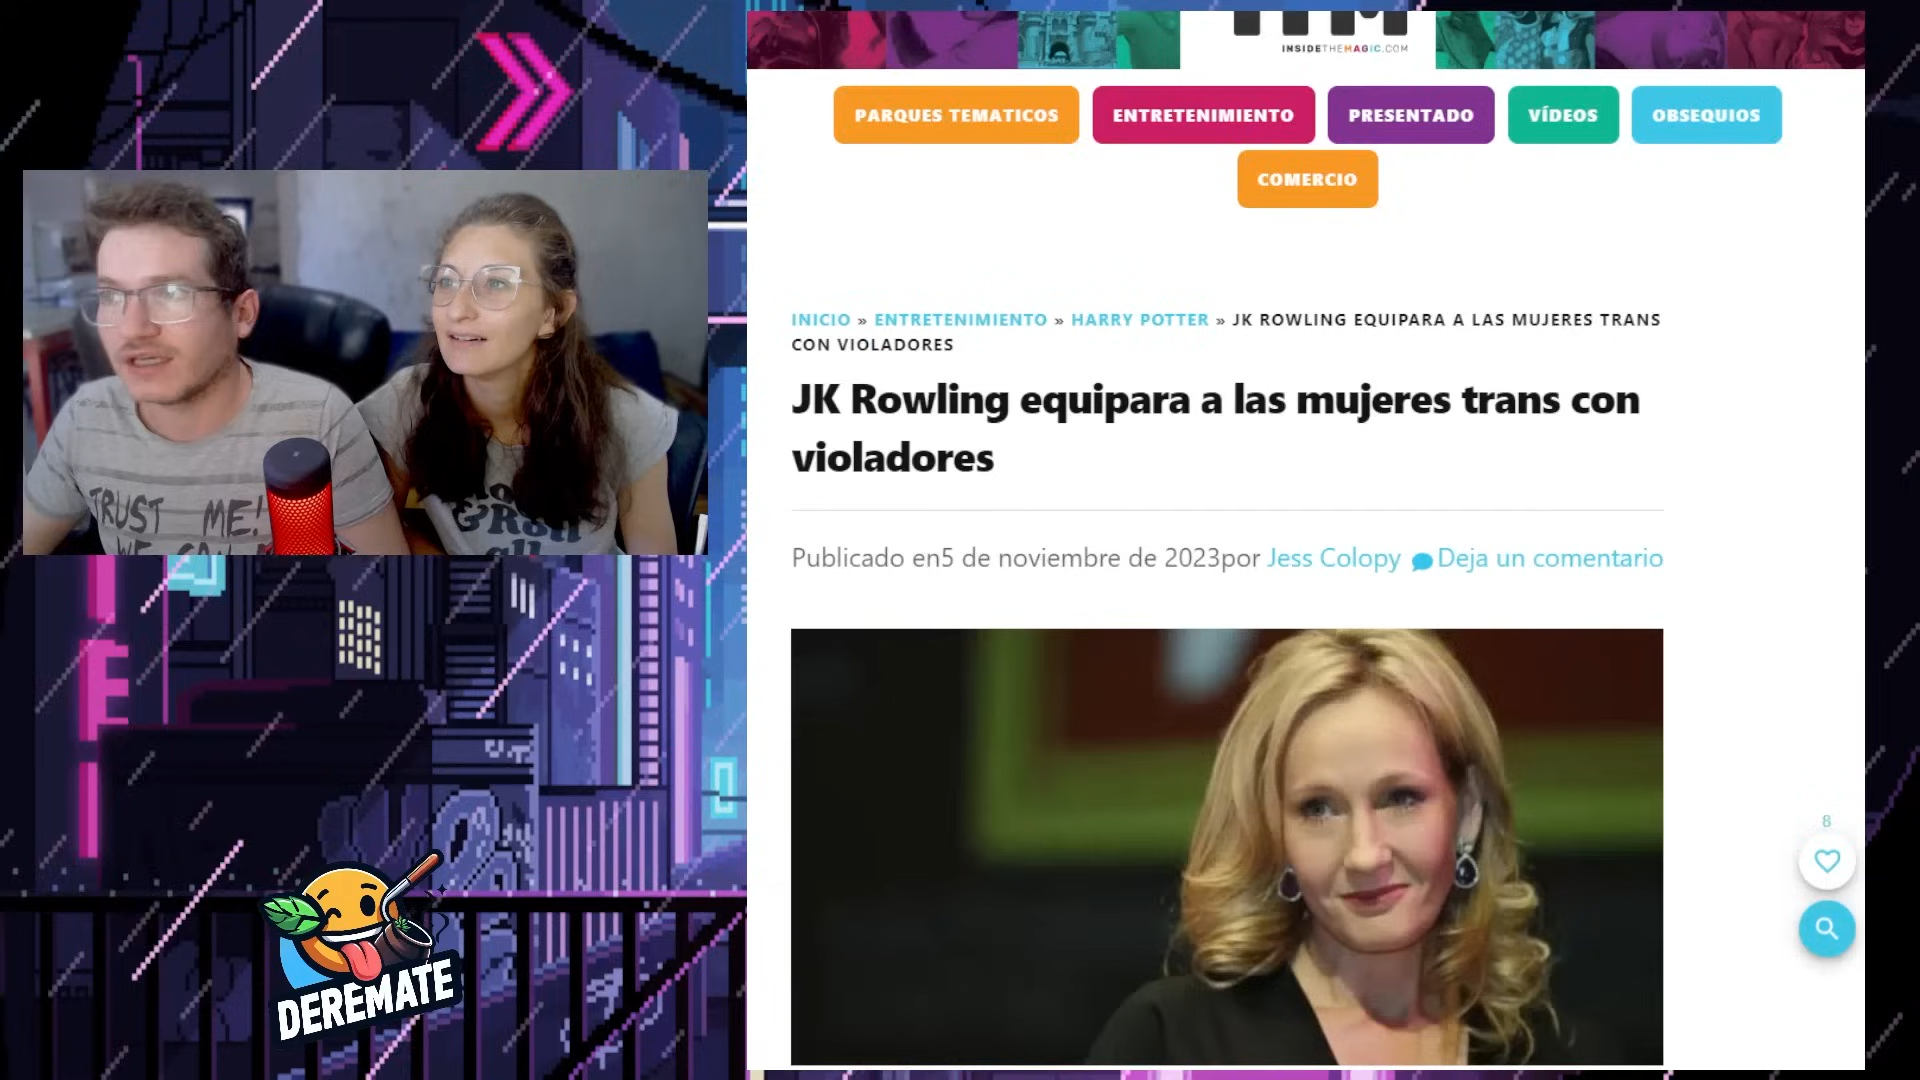 INSIDETHEMAGIC.COM
PARQUES TEMATICOS
ENTRETENIMIENTO
PRESENTADO
VÍDEOS
OBSEQUIOS
COMERCIO
INICIO » ENTRETENIMIENTO » HARRY POTTER » JK ROWLING EQUIPARA A LAS MUJERES TRANS
CON VIOLADORES
JK Rowling equipara a las mujeres trans con
violadores
Publicado en5 de noviembre de 2023por Jess Colopy Deja un comentario
TRUST ME!
&Roll
all
8
DEREMATE